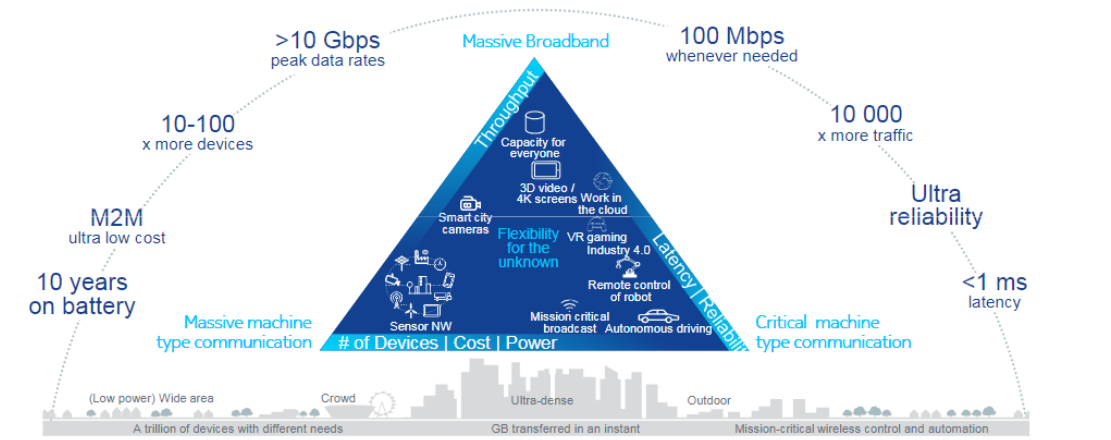 >10 Gbps
peak data rates
Massive Broadband
100 Mbps
whenever needed
10-100
x more devices
10 000
x more traffic
M2M
ultra low cost
Ultra
reliability
10 years
on battery
<1 ms
latency
Throughput
Capacity for
everyone
3D video /
4K screens
Work in
the cloud
Smart city
cameras
Flexibility
for the
unknown
VR gaming
Industry 4.0
Remote control
of robot
Sensor NW
Mission critical
broadcast
Autonomous driving
Latency | Reliability
Massive machine
type communication
# of Devices | Cost | Power
Critical machine
type communication
(Low power) Wide area
Crowd
Ultra-dense
Outdoor
A trillion of devices with different needs
GB transferred in an instant
Mission-critical wireless control and automation